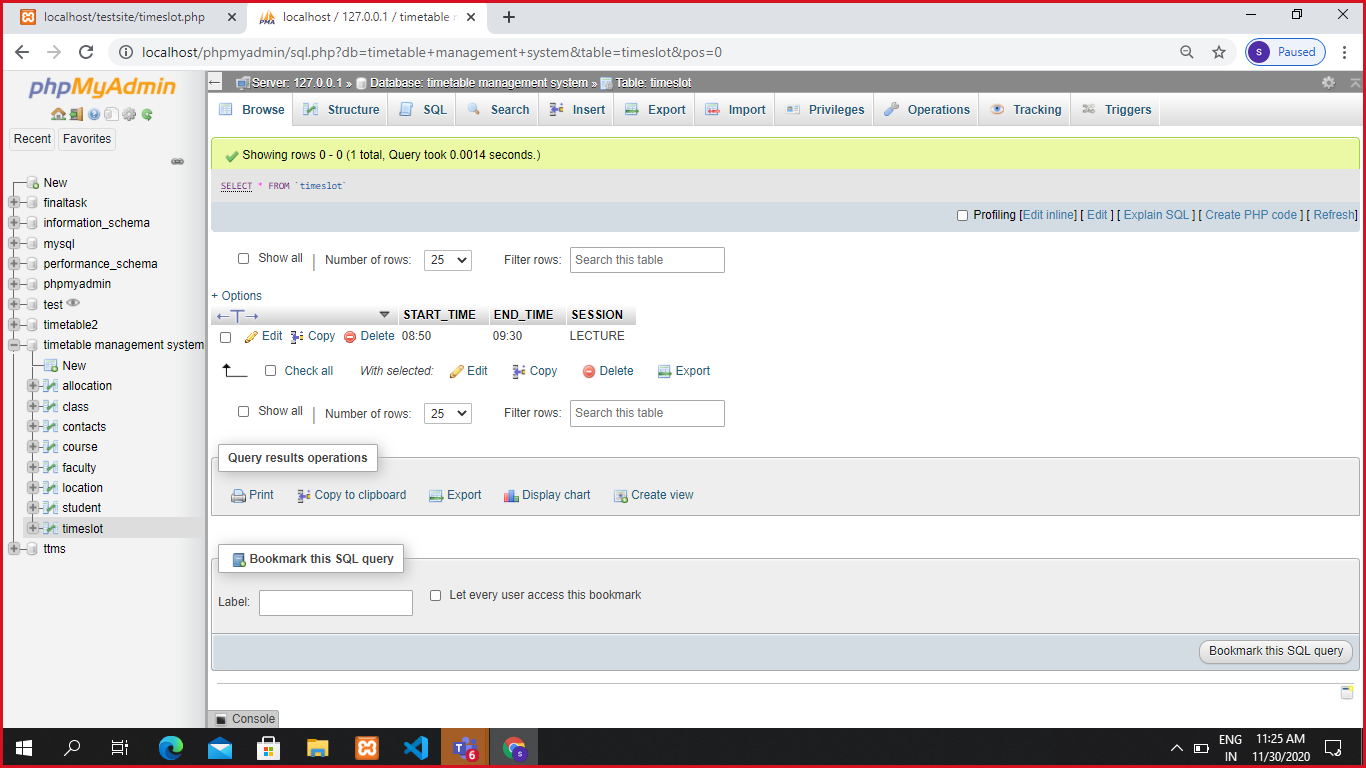 localhost/testsite/timeslot.php
localhost / 127.0.0.1 / timetable
localhost/phpmyadmin/sql.php?db=timetable+management+system&table=timeslot&pos=0
S Paused
phpMyAdmin
Recent Favorites
New
finaltask
information_schema
mysql
performance_schema
phpmyadmin
test
timetable2
timetable management system
New
allocation
class
contacts
course
faculty
location
student
timeslot
ttms
Server: 127.0.0.1 » Database: timetable management system » Table: timeslot
Browse Structure SQL Search Insert Export Import Privileges Operations Tracking Triggers
Showing rows 0 - 0 (1 total, Query took 0.0014 seconds.)
SELECT * FROM `timeslot`
Profiling [Edit inline] [ Edit ] [ Explain SQL ] [ Create PHP code ] [ Refresh]
Show all | Number of rows: 25 Filter rows: Search this table
+ Options
←T→ START_TIME END_TIME SESSION
Edit Copy Delete 08:50 09:30 LECTURE
Check all With selected: Edit Copy Delete Export
Show all | Number of rows: 25 Filter rows: Search this table
Query results operations
Print Copy to clipboard Export Display chart Create view
Bookmark this SQL query
Label: Let every user access this bookmark
Bookmark this SQL query
Console
6 S
ENG
IN
11:25 AM
11/30/2020